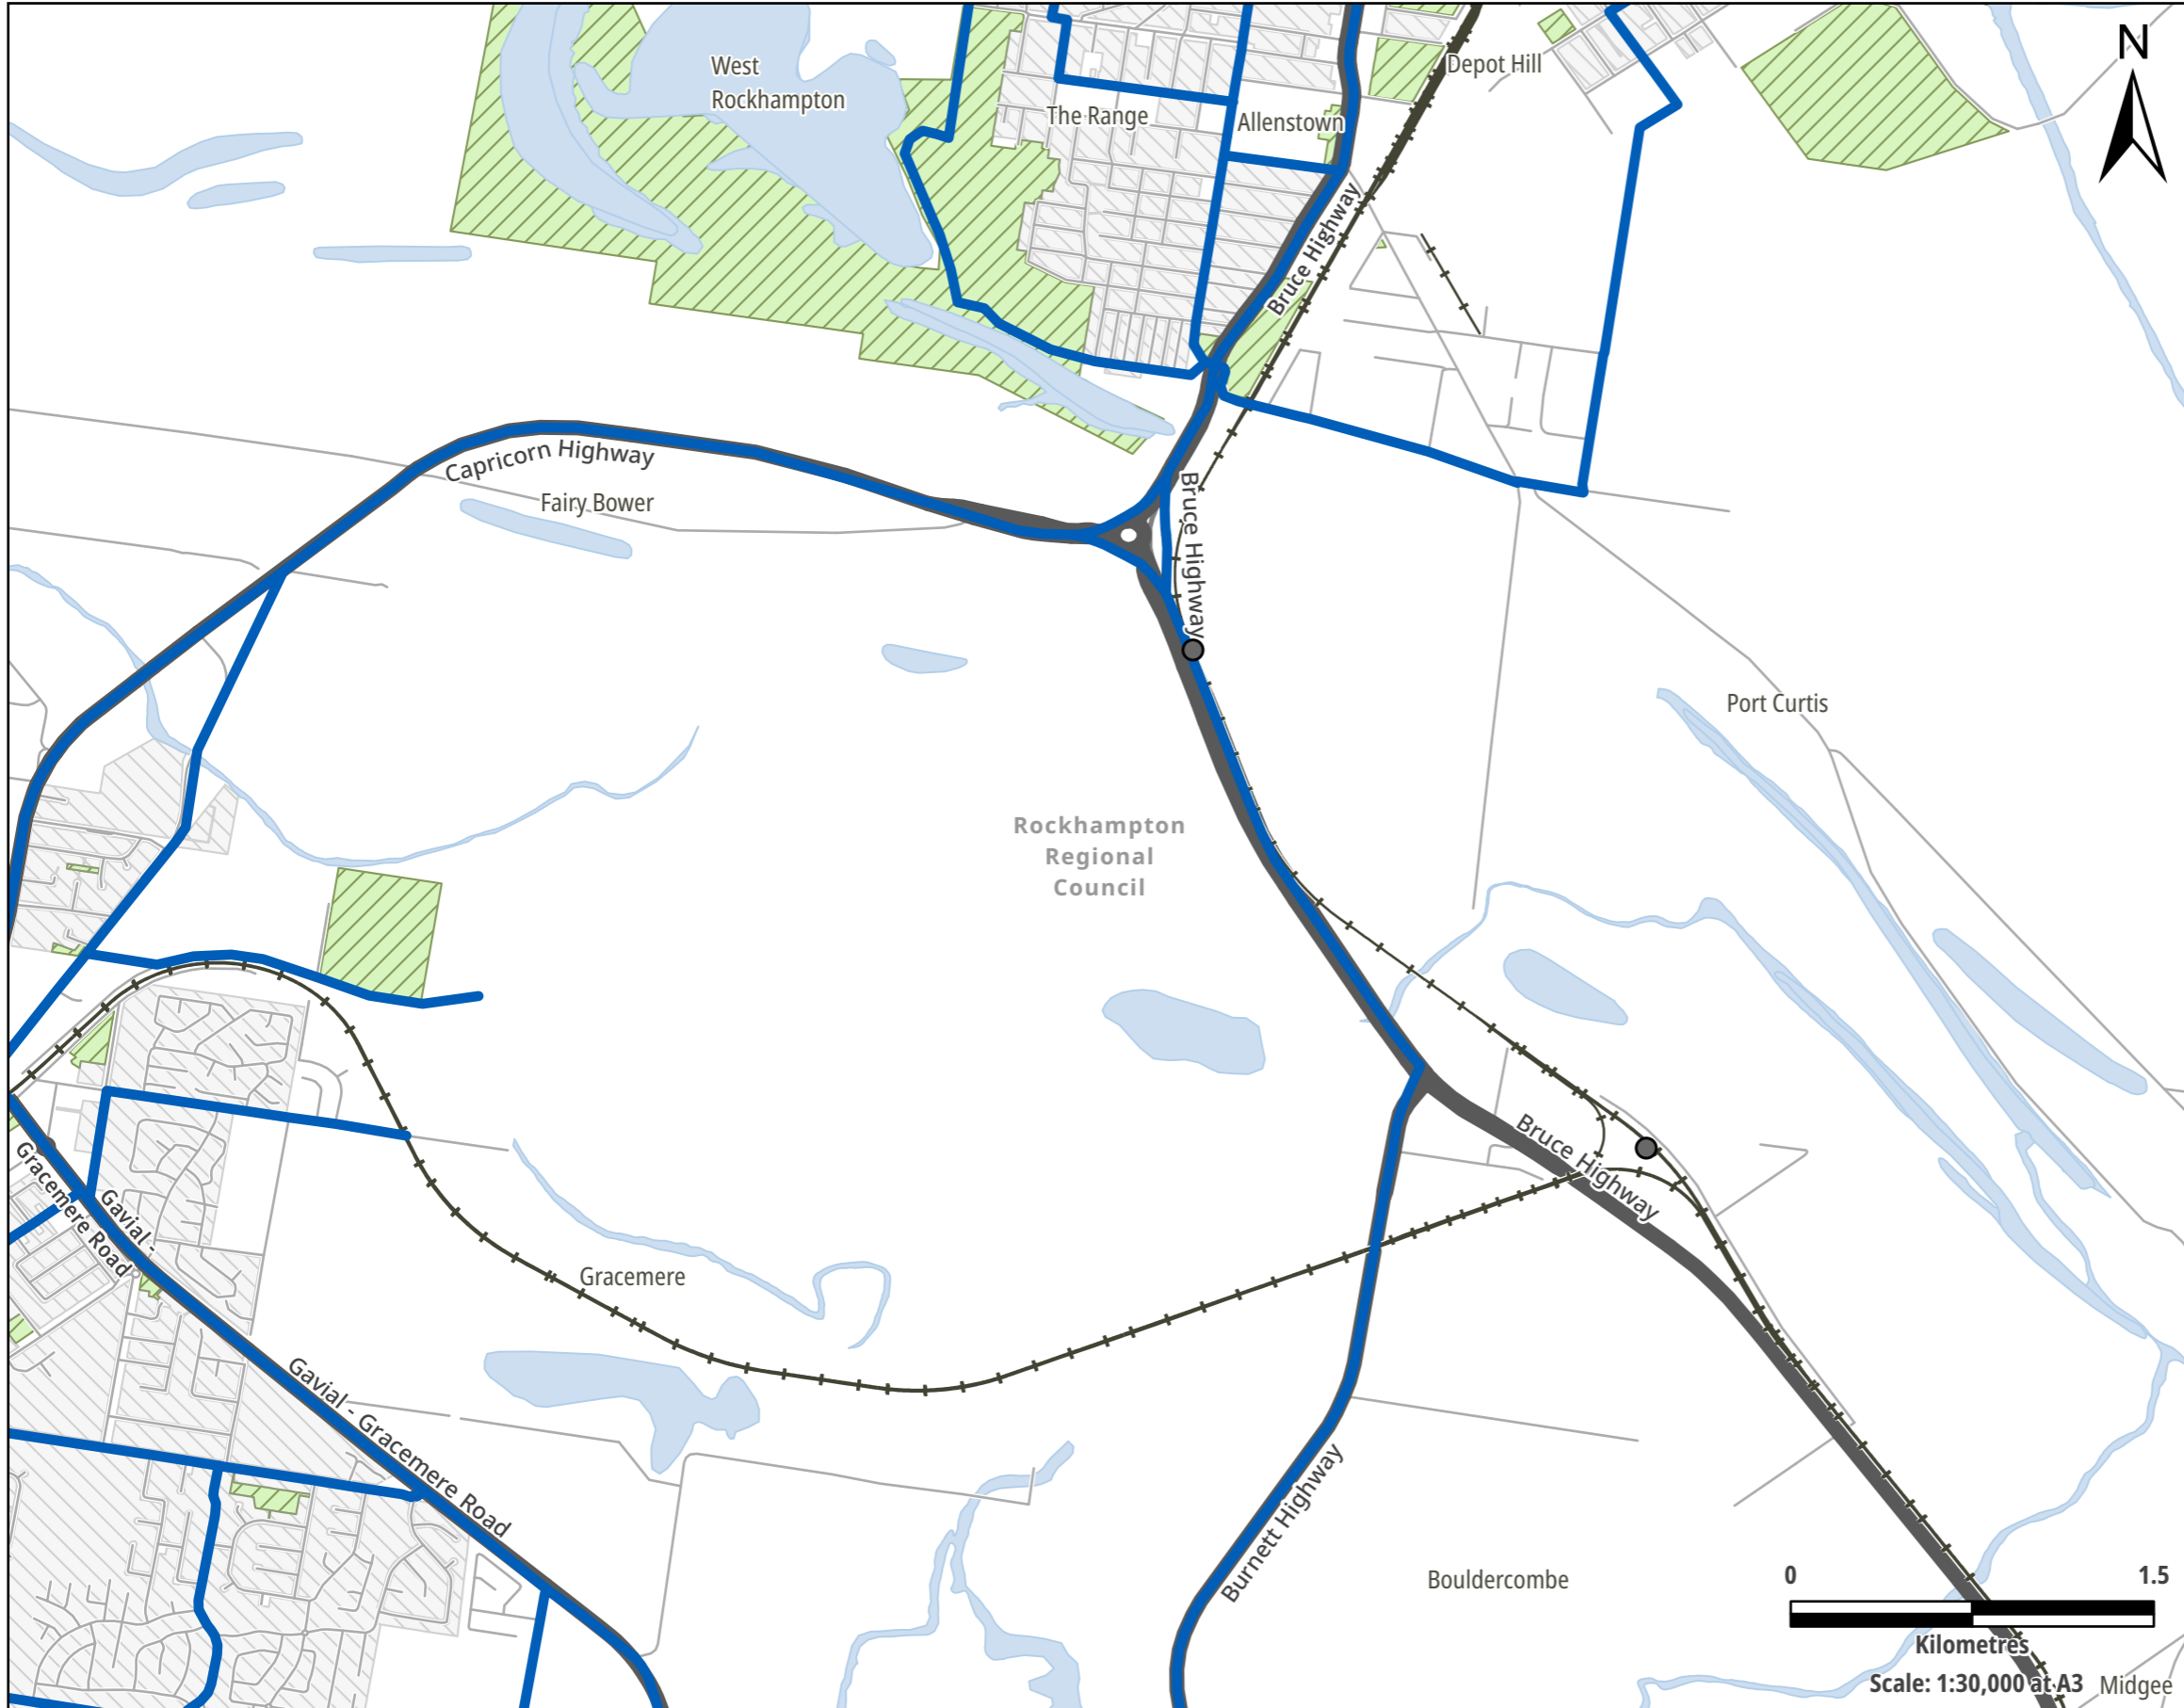 N
West
Rockhampton
Depot Hill
The Range
Allenstown
Bruce Highway
Capricorn Highway
Fairy Bower
Bruce Highway
Port Curtis
Rockhampton
Regional
Council
Bruce Highway
Gavial -
Gracemere Road
Gracemere
Gavial - Gracemere Road
Burnett Highway
Bouldercombe
0 1.5
Kilometres
Scale: 1:30,000 at A3
Midgee